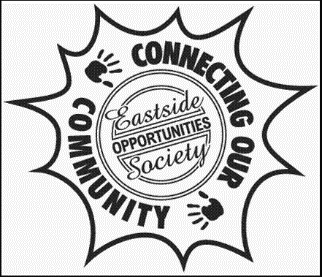 CONNECTING OUR
COMMUNITY
Eastside
OPPORTUNITIES
Society